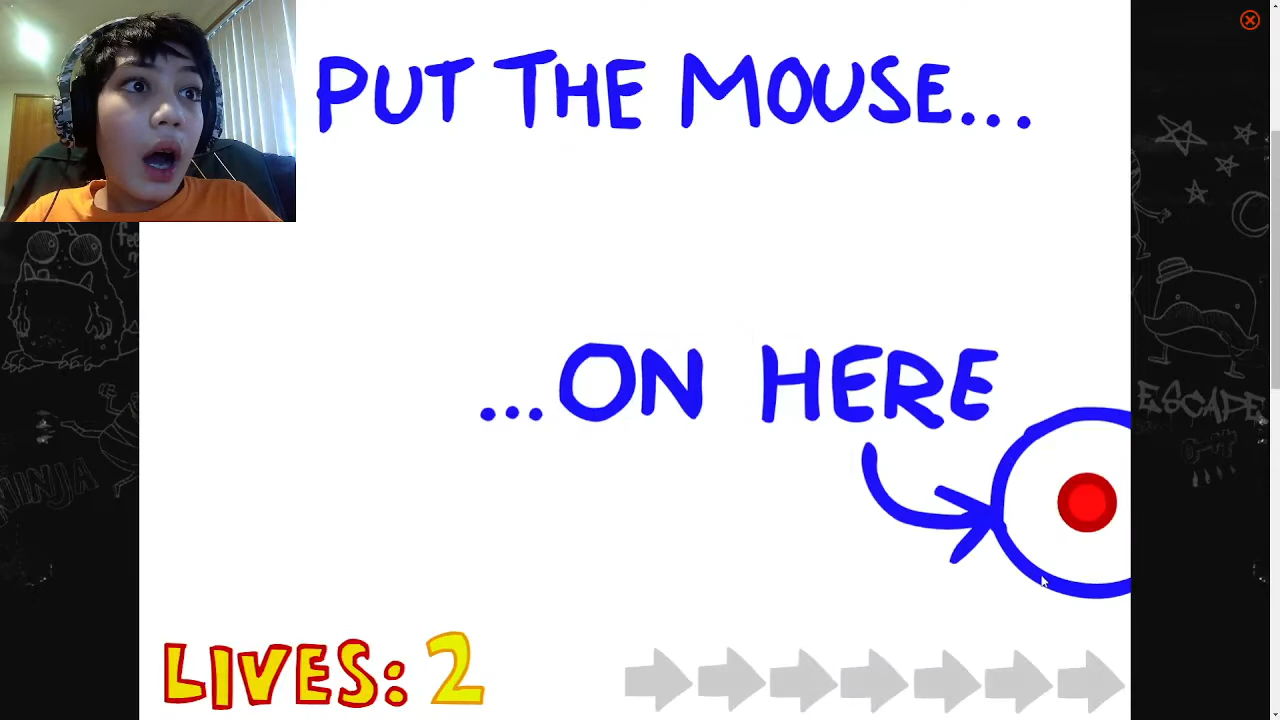 PUT THE MOUSE...
...ON HERE
LIVES: 2
ESCAPE
NINJA